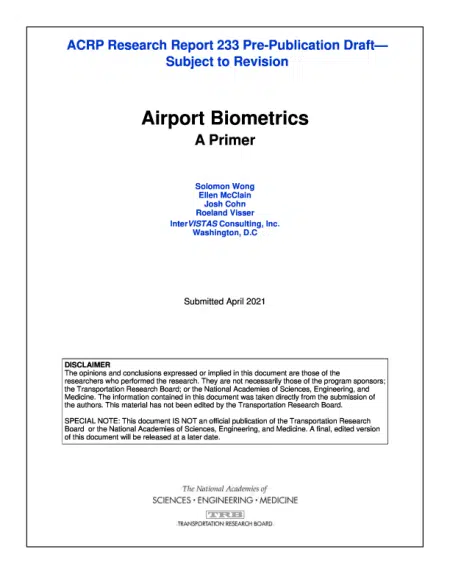 ACRP Research Report 233 Pre-Publication Draft—
Subject to Revision
Airport Biometrics
A Primer
Solomon Wong
Ellen McClain
Josh Cohn
Roeland Visser
InterVISTAS Consulting, Inc.
Washington, D.C
Submitted April 2021
DISCLAIMER
The opinions and conclusions expressed or implied in this document are those of the
researchers who performed the research. They are not necessarily those of the program sponsors;
the Transportation Research Board; or the National Academies of Sciences, Engineering, and
Medicine. The information contained in this document was taken directly from the submission of
the authors. This material has not been edited by the Transportation Research Board.
SPECIAL NOTE: This document IS NOT an official publication of the Transportation Research
Board or the National Academies of Sciences, Engineering, and Medicine. A final, edited version
of this document will be released at a later date.
The National Academies of
SCIENCES • ENGINEERING • MEDICINE
TRB
TRANSPORTATION RESEARCH BOARD